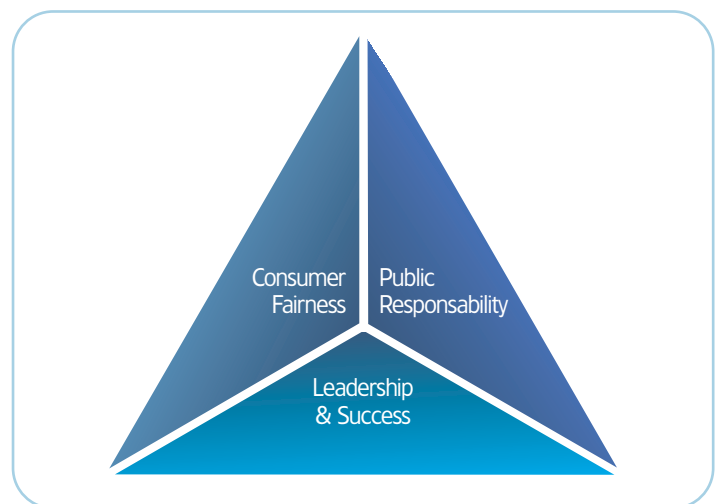 Consumer
Fairness
Public
Responsability
Leadership
& Success